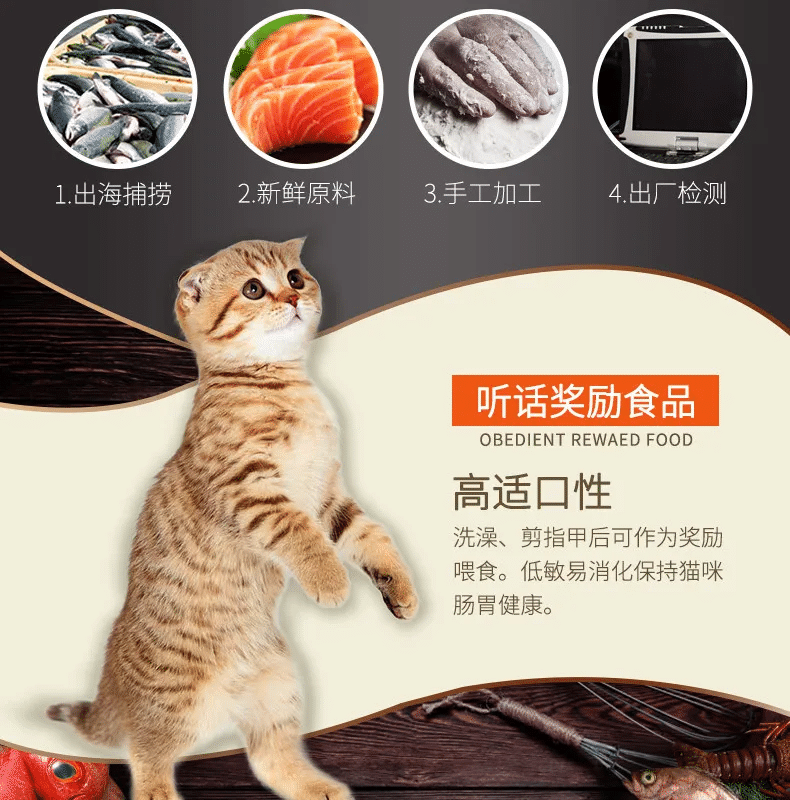 1.出海捕捞
2.新鲜原料
3.手工加工
4.出厂检测
听话奖励食品
OBEDIENT REWAED FOOD
高适口性
洗澡、剪指甲后可作为奖励
喂食。低敏易消化保持猫咪
肠胃健康。